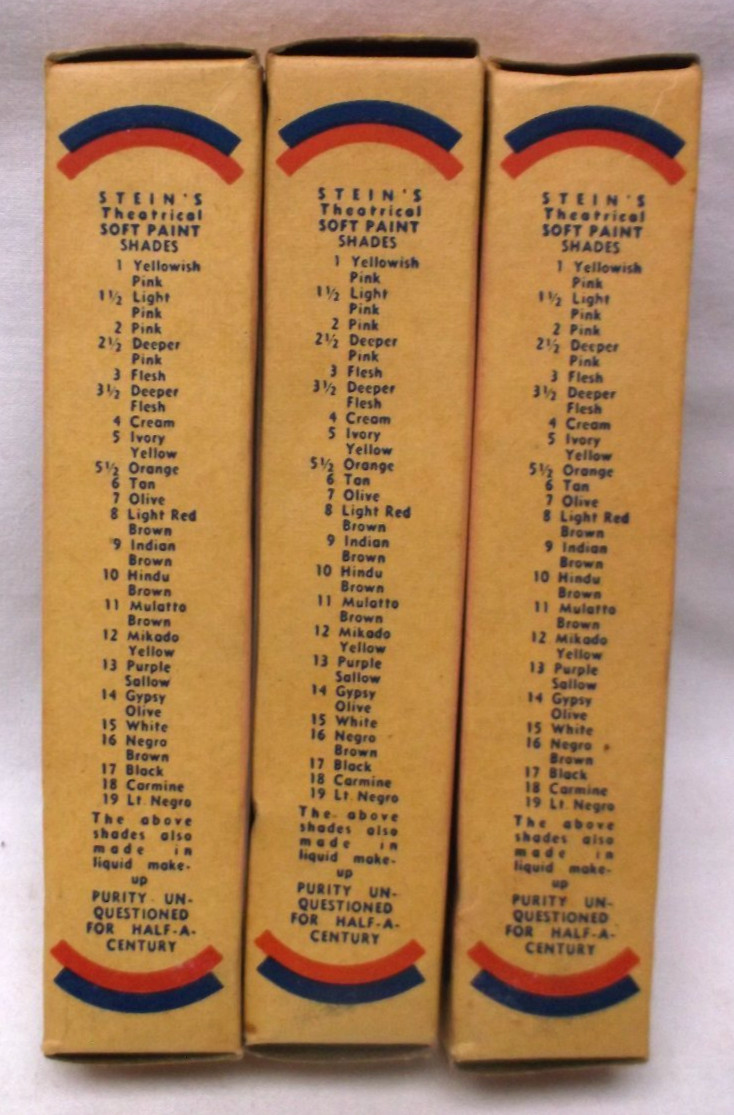 STEIN'S
Theatrical
SOFT PAINT
SHADES
1 Yellowish
Pink
1½ Light
Pink
2 Pink
2½ Deeper
Pink
3 Flesh
3½ Deeper
Flesh
4 Cream
5 Ivory
Yellow
5½ Orange
6 Tan
7 Olive
8 Light Red
Brown
9 Indian
Brown
10 Hindu
Brown
11 Mulatto
Brown
12 Mikado
Yellow
13 Purple
Sallow
14 Gypsy
Olive
15 White
16 Negro
Brown
17 Black
18 Carmine
19 Lt. Negro
The above
shades also
made in
liquid make-
up
PURITY UN-
QUESTIONED
FOR HALF-A-
CENTURY
STEIN'S
Theatrical
SOFT PAINT
SHADES
1 Yellowish
Pink
1½ Light
Pink
2 Pink
2½ Deeper
Pink
3 Flesh
3½ Deeper
Flesh
4 Cream
5 Ivory
Yellow
5½ Orange
6 Tan
7 Olive
8 Light Red
Brown
9 Indian
Brown
10 Hindu
Brown
11 Mulatto
Brown
12 Mikado
Yellow
13 Purple
Sallow
14 Gypsy
Olive
15 White
16 Negro
Brown
17 Black
18 Carmine
19 Lt. Negro
The above
shades also
made in
liquid make-
up
PURITY UN-
QUESTIONED
FOR HALF-A-
CENTURY
STEIN'S
Theatrical
SOFT PAINT
SHADES
1 Yellowish
Pink
1½ Light
Pink
2 Pink
2½ Deeper
Pink
3 Flesh
3½ Deeper
Flesh
4 Cream
5 Ivory
Yellow
5½ Orange
6 Tan
7 Olive
8 Light Red
Brown
9 Indian
Brown
10 Hindu
Brown
11 Mulatto
Brown
12 Mikado
Yellow
13 Purple
Sallow
14 Gypsy
Olive
15 White
16 Negro
Brown
17 Black
18 Carmine
19 Lt. Negro
The above
shades also
made in
liquid make-
up
PURITY UN-
QUESTIONED
FOR HALF-A-
CENTURY